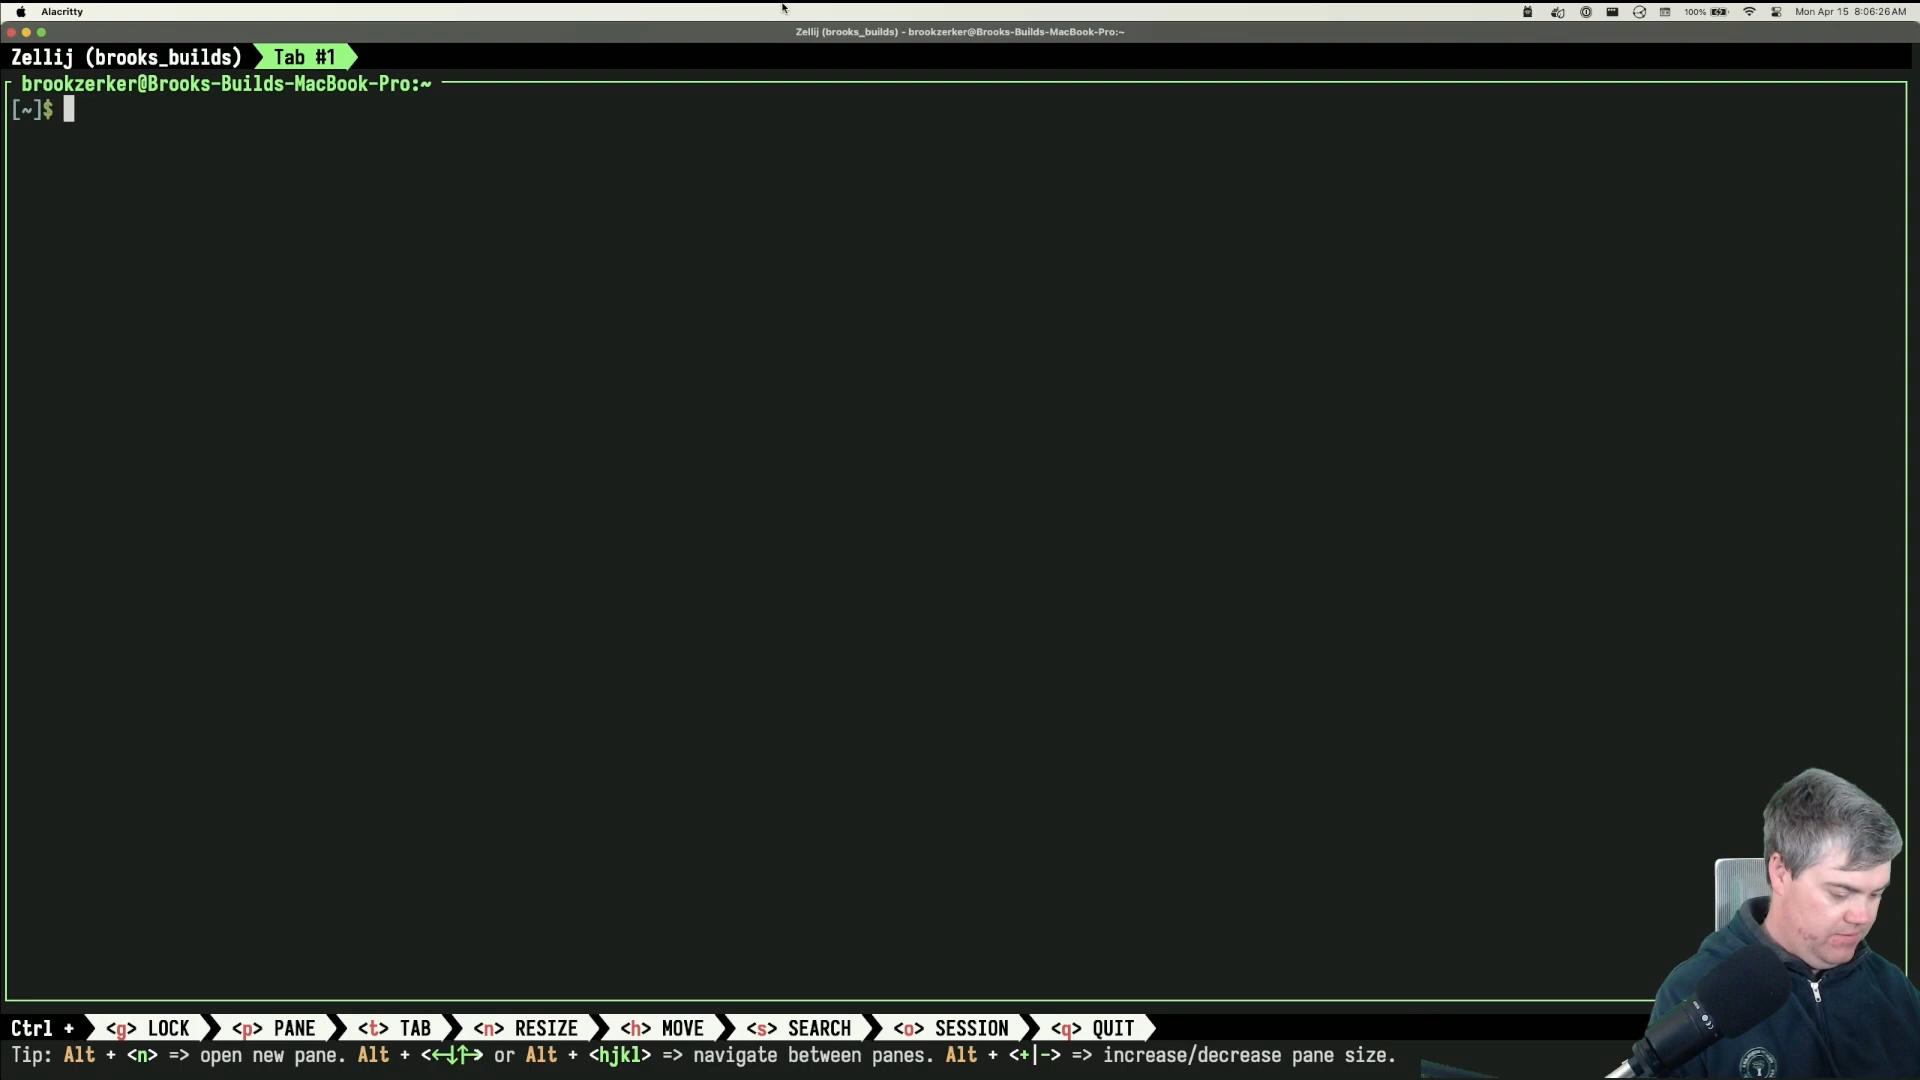 Alacritty
100%
Mon Apr 15 8:06:26 AM
Zellij (brooks_builds) - brookzerker@Brooks-Builds-MacBook-Pro:~
Zellij (brooks_builds) Tab #1
brookzerker@Brooks-Builds-MacBook-Pro:~
[~]$
Ctrl + <g> LOCK <p> PANE <t> TAB <n> RESIZE <h> MOVE <s> SEARCH <o> SESSION <q> QUIT
Tip: Alt + <n> => open new pane. Alt + <←↓↑→> or Alt + <hjkl> => navigate between panes. Alt + <+|-> => increase/decrease pane size.